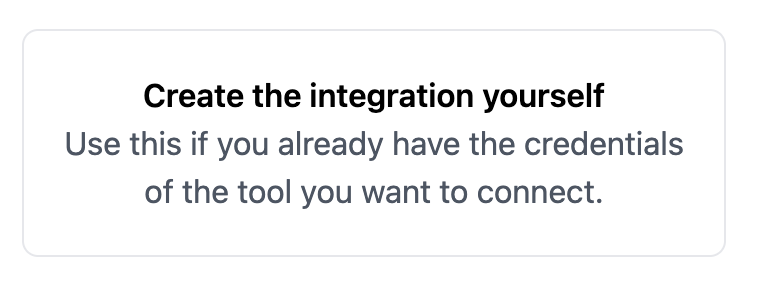 Create the integration yourself
Use this if you already have the credentials
of the tool you want to connect.